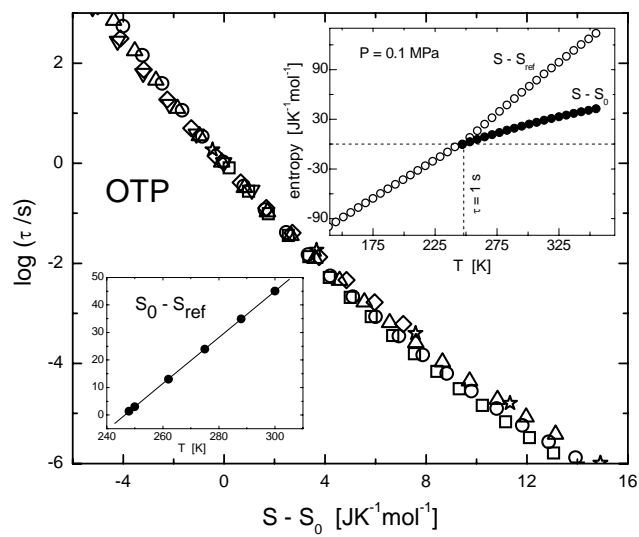 P = 0.1 MPa
S - S_ref
S - S_0
entropy [JK⁻¹mol⁻¹]
90
30
-30
-90
τ = 1 s
175 225 275 325
T [K]
OTP
log (τ /s)
2
0
-2
-4
-6
S_0 - S_ref
50
40
30
20
10
0
240 260 280 300
T [K]
-4 0 4 8 12 16
S - S_0 [JK⁻¹mol⁻¹]